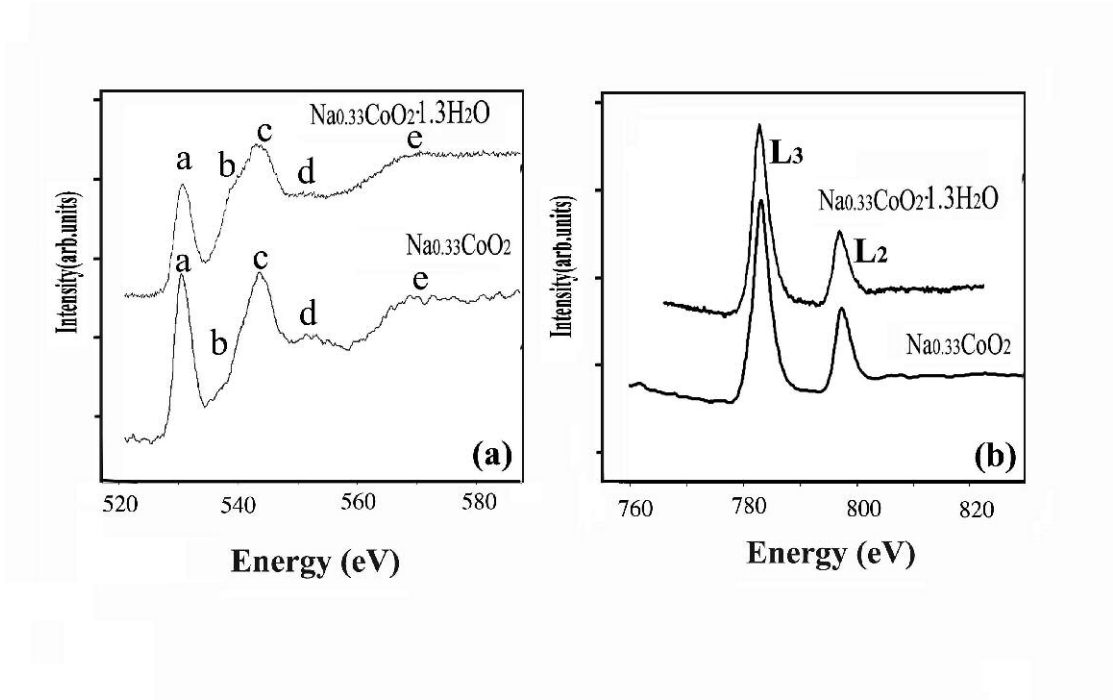 Na0.33CoO2·1.3H2O
a
b
c
d
e
Na0.33CoO2
a
b
c
d
e
(a)
Intensity(arb.units)
520 540 560 580
Energy (eV)
L3
Na0.33CoO2·1.3H2O
L2
Na0.33CoO2
(b)
Intensity(arb.units)
760 780 800 820
Energy (eV)